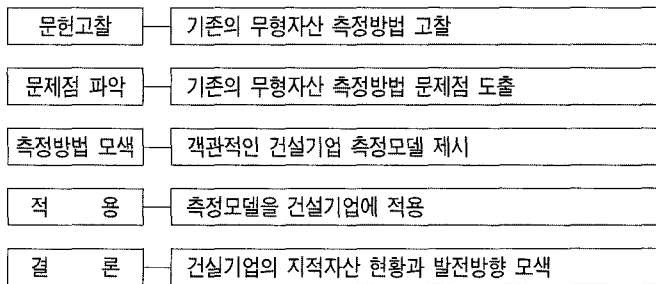 문헌고찰 기존의 무형자산 측정방법 고찰
문제점 파악 기존의 무형자산 측정방법 문제점 도출
측정방법 모색 객관적인 건설기업 측정모델 제시
적 용 측정모델을 건설기업에 적용
결 론 건실기업의 지적자산 현황과 발전방향 모색